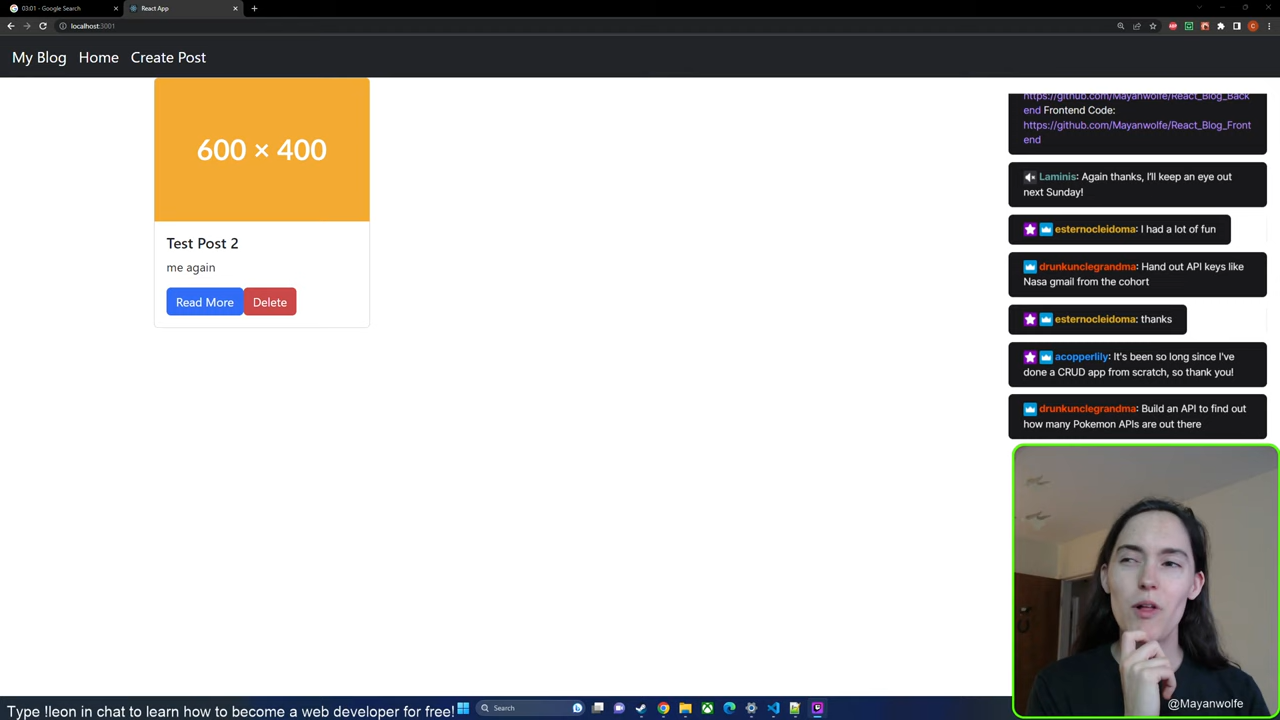 03:01 - Google Search
React App
localhost:3001
My Blog Home Create Post
600 × 400
Test Post 2
me again
Read More Delete
https://github.com/Mayanwolfe/React_Blog_Back
end Frontend Code:
https://github.com/Mayanwolfe/React_Blog_Front
end
Laminis: Again thanks, I'll keep an eye out
next Sunday!
esternocleidoma: I had a lot of fun
drunkunclegrandma: Hand out API keys like
Nasa gmail from the cohort
esternocleidoma: thanks
acopperlily: It's been so long since I've
done a CRUD app from scratch, so thank you!
drunkunclegrandma: Build an API to find out
how many Pokemon APIs are out there
@Mayanwolfe
Type !leon in chat to learn how to become a web developer for free!
Search